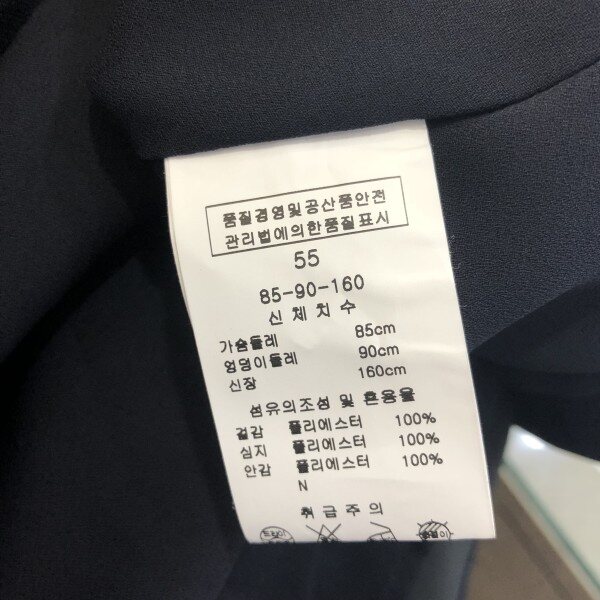 품질경영및공산품안전
관리법에의한품질표시
55
85-90-160
신체치수
가슴둘레 85cm
엉덩이둘레 90cm
신장 160cm
섬유의조성 및 혼용율
겉감 폴리에스터 100%
심지 폴리에스터 100%
안감 폴리에스터 100%
N
취급주의
드라이